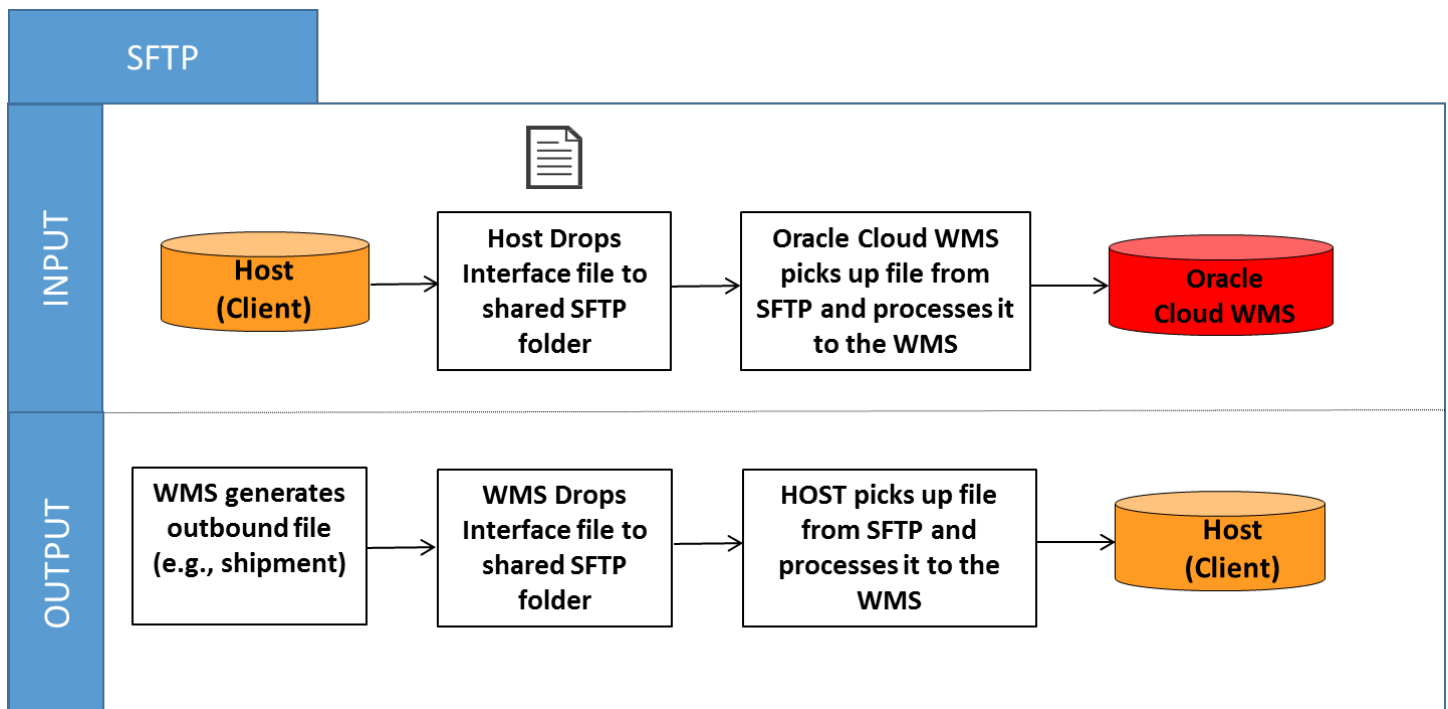 SFTP
INPUT
Host
(Client)
Host Drops
Interface file to
shared SFTP
folder
Oracle Cloud WMS
picks up file from
SFTP and processes it
to the WMS
Oracle
Cloud WMS
OUTPUT
WMS generates
outbound file
(e.g., shipment)
WMS Drops
Interface file to
shared SFTP
folder
HOST picks up file
from SFTP and
processes it to the
WMS
Host
(Client)